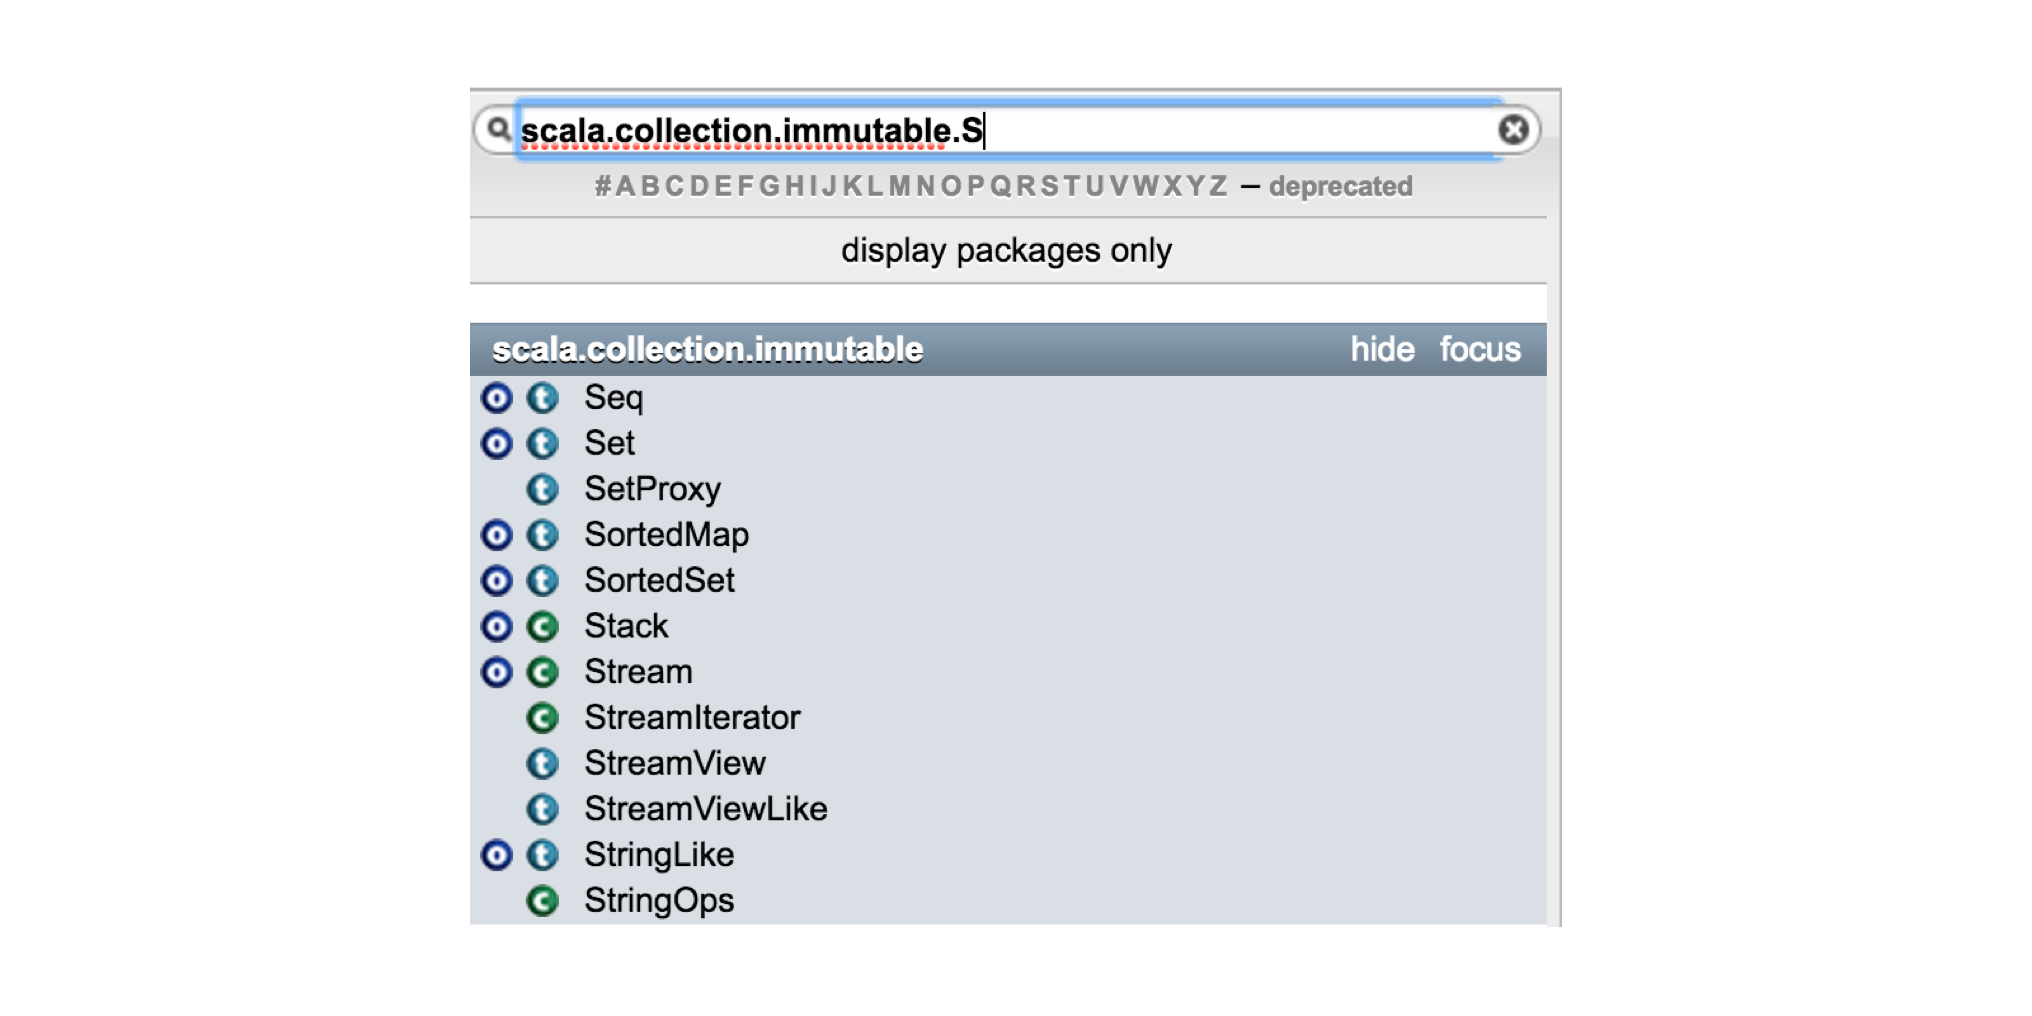 scala.collection.immutable.S
#ABCDEFGHIJKLMNOPQRSTUVWXYZ – deprecated
display packages only
scala.collection.immutable hide focus
o t Seq
o t Set
t SetProxy
o t SortedMap
o t SortedSet
o c Stack
o c Stream
c StreamIterator
t StreamView
t StreamViewLike
o t StringLike
c StringOps